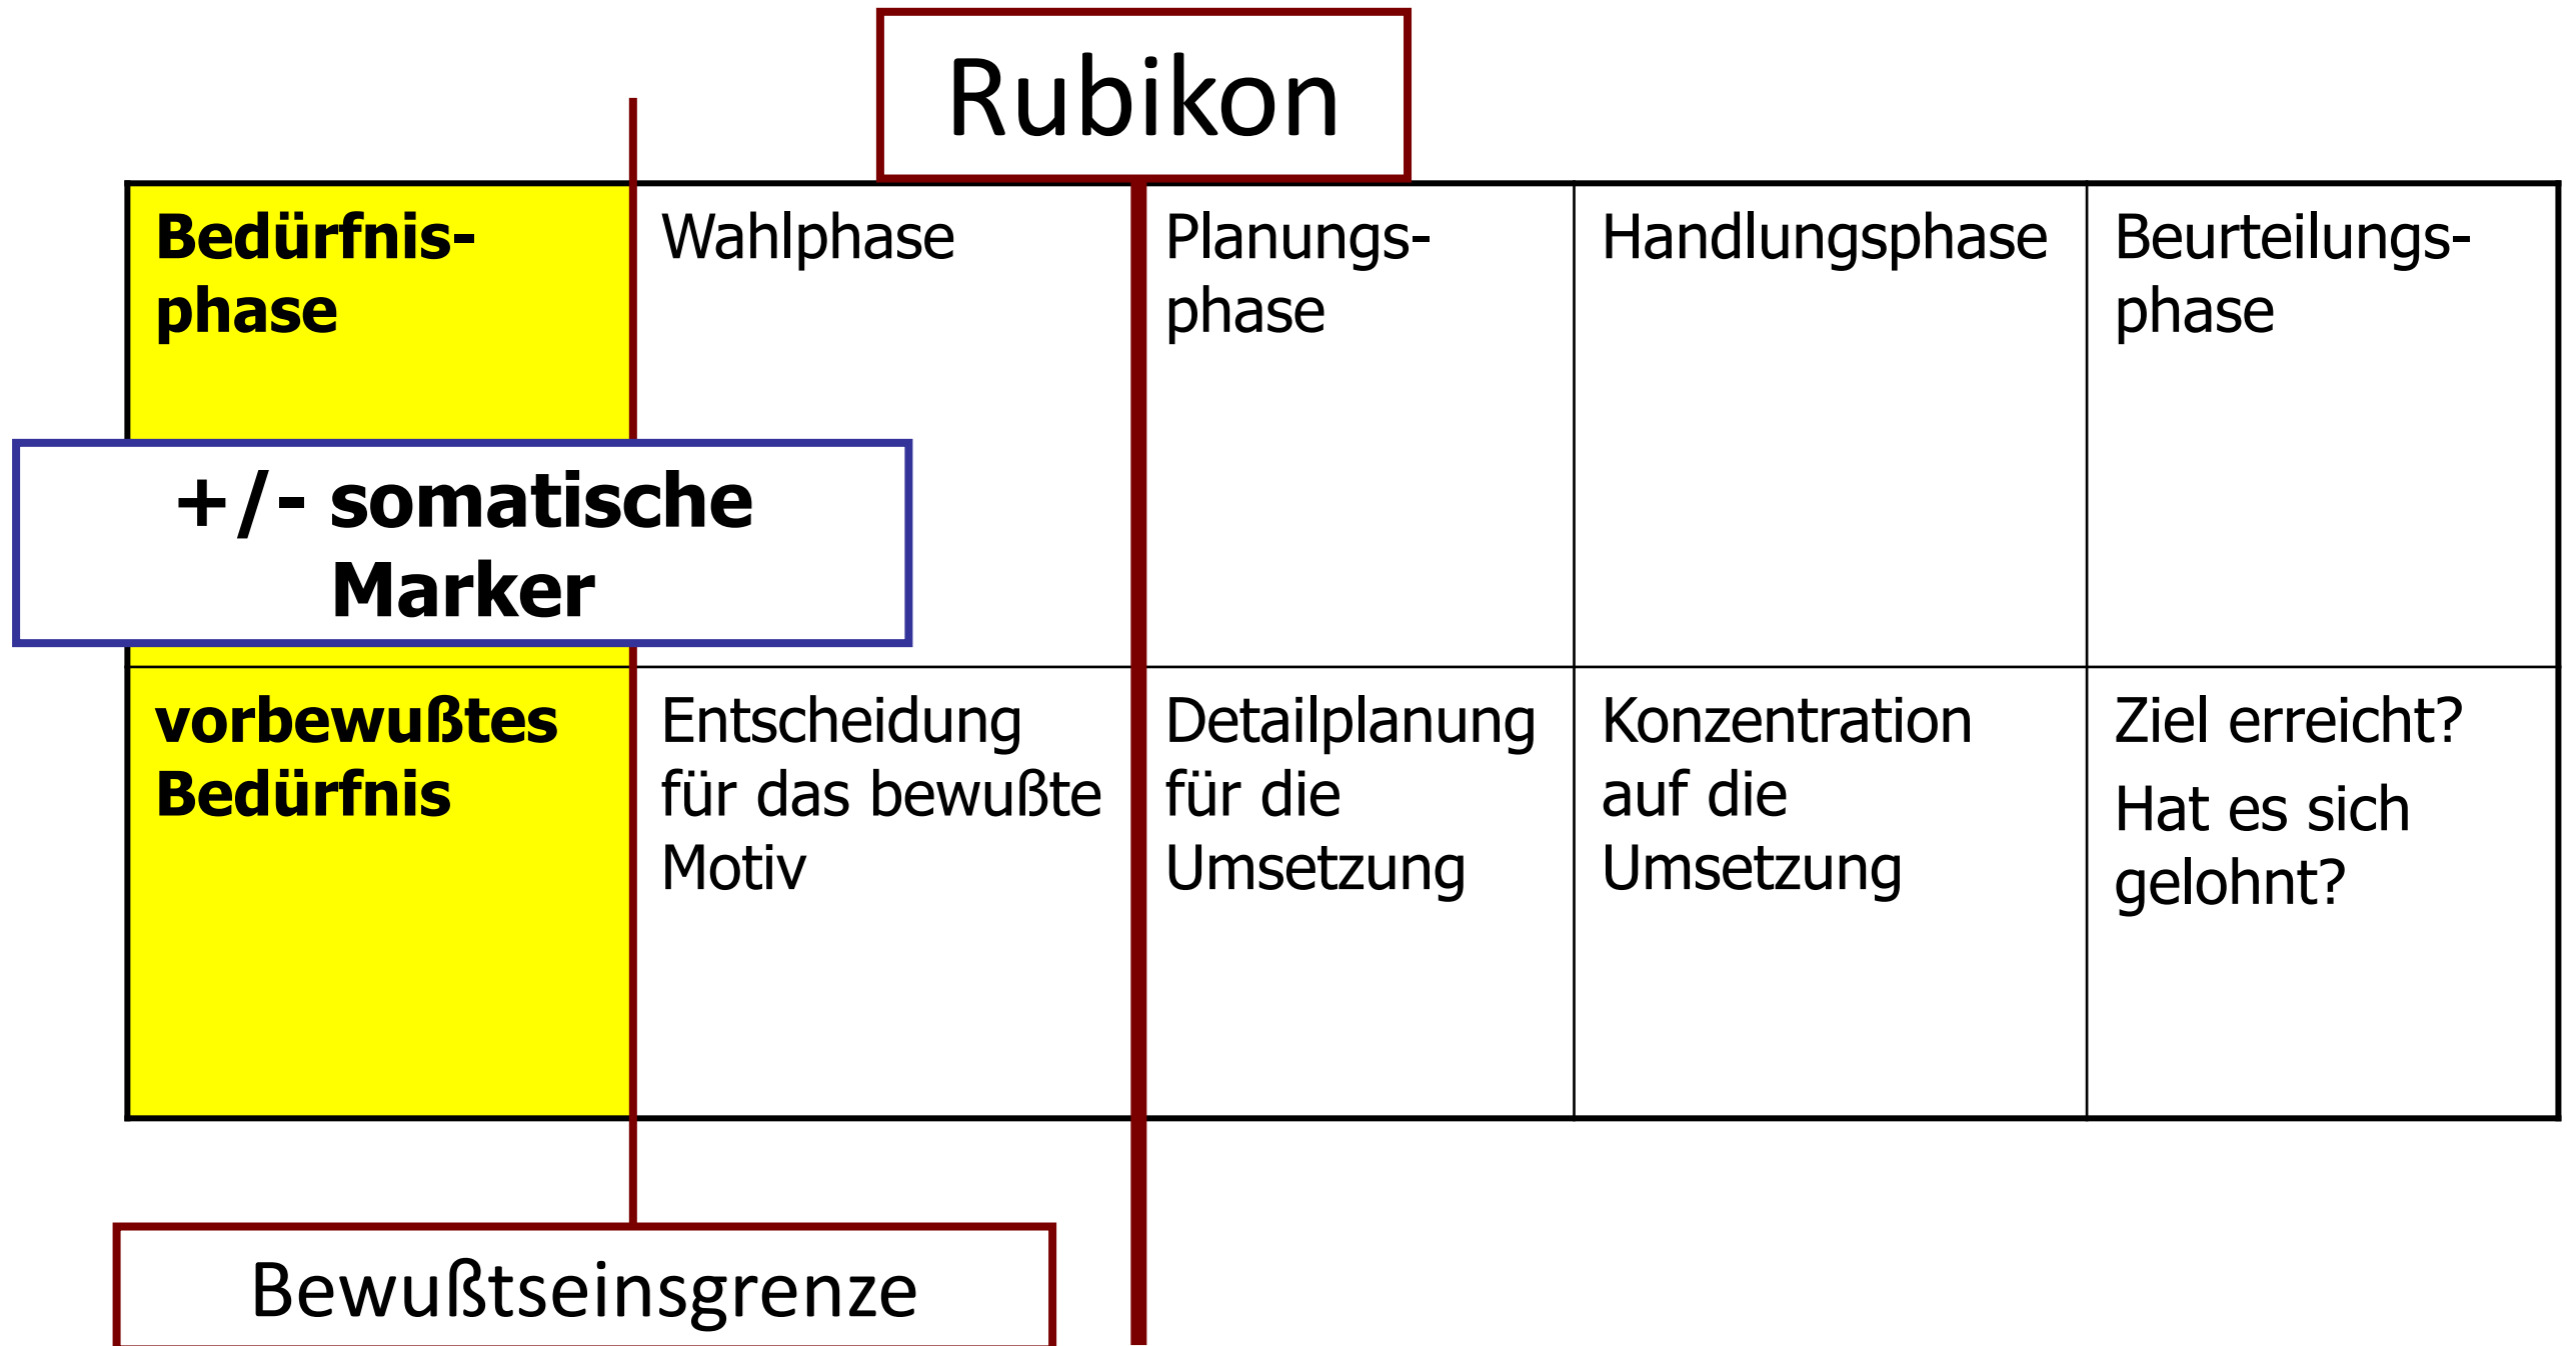 Rubikon
Bedürfnis-
phase
Wahlphase
Planungs-
phase
Handlungsphase
Beurteilungs-
phase
+/- somatische
Marker
vorbewußtes
Bedürfnis
Entscheidung
für das bewußte
Motiv
Detailplanung
für die
Umsetzung
Konzentration
auf die
Umsetzung
Ziel erreicht?
Hat es sich
gelohnt?
Bewußtseinsgrenze